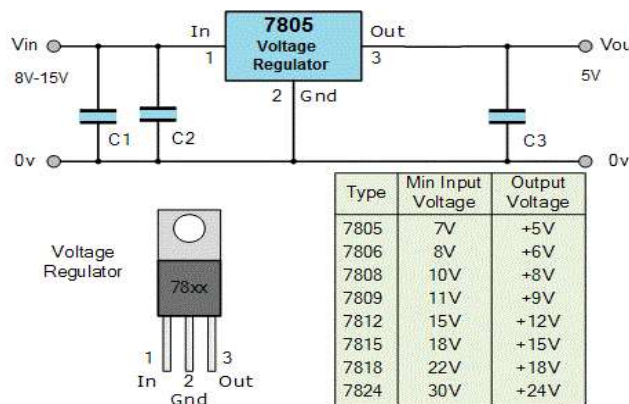 7805
Voltage
Regulator
In
1
Out
3
2
Gnd
Vin
8V-15V
Vou
5V
C1
C2
C3
0v
0v
Voltage
Regulator
78xx
1
2
3
In
Gnd
Out
Type Min Input Voltage Output Voltage
7805 7V +5V
7806 8V +6V
7808 10V +8V
7809 11V +9V
7812 15V +12V
7815 18V +15V
7818 22V +18V
7824 30V +24V